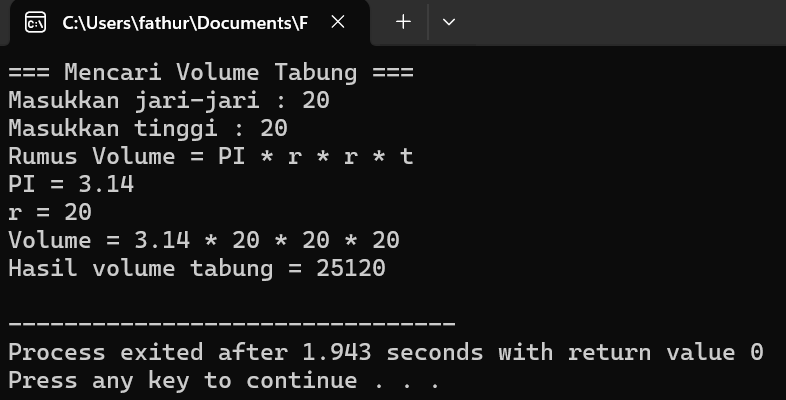 C:\Users\fathur\Documents\F
=== Mencari Volume Tabung ===
Masukkan jari-jari : 20
Masukkan tinggi : 20
Rumus Volume = PI * r * r * t
PI = 3.14
r = 20
Volume = 3.14 * 20 * 20 * 20
Hasil volume tabung = 25120

--------------------------------
Process exited after 1.943 seconds with return value 0
Press any key to continue . . .